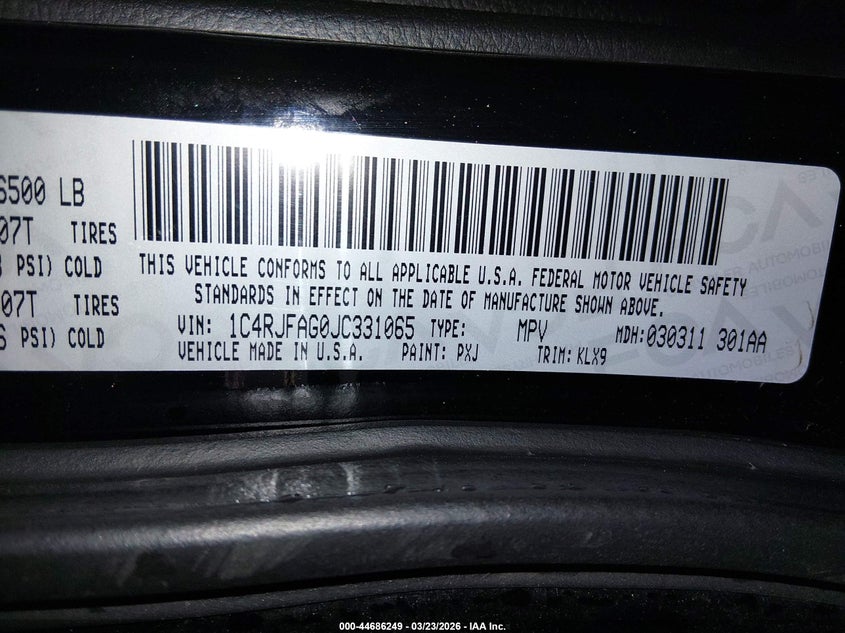 6500 LB
07T TIRES
PSI) COLD
07T TIRES
PSI) COLD
THIS VEHICLE CONFORMS TO ALL APPLICABLE U.S.A. FEDERAL MOTOR VEHICLE SAFETY
STANDARDS IN EFFECT ON THE DATE OF MANUFACTURE SHOWN ABOVE.
VIN: 1C4RJFAG0JC331065 TYPE: MPV MDH:030311 301AA
VEHICLE MADE IN U.S.A. PAINT: PXJ TRIM: KLX9
000-44686249 - 03/23/2026 - IAA Inc.